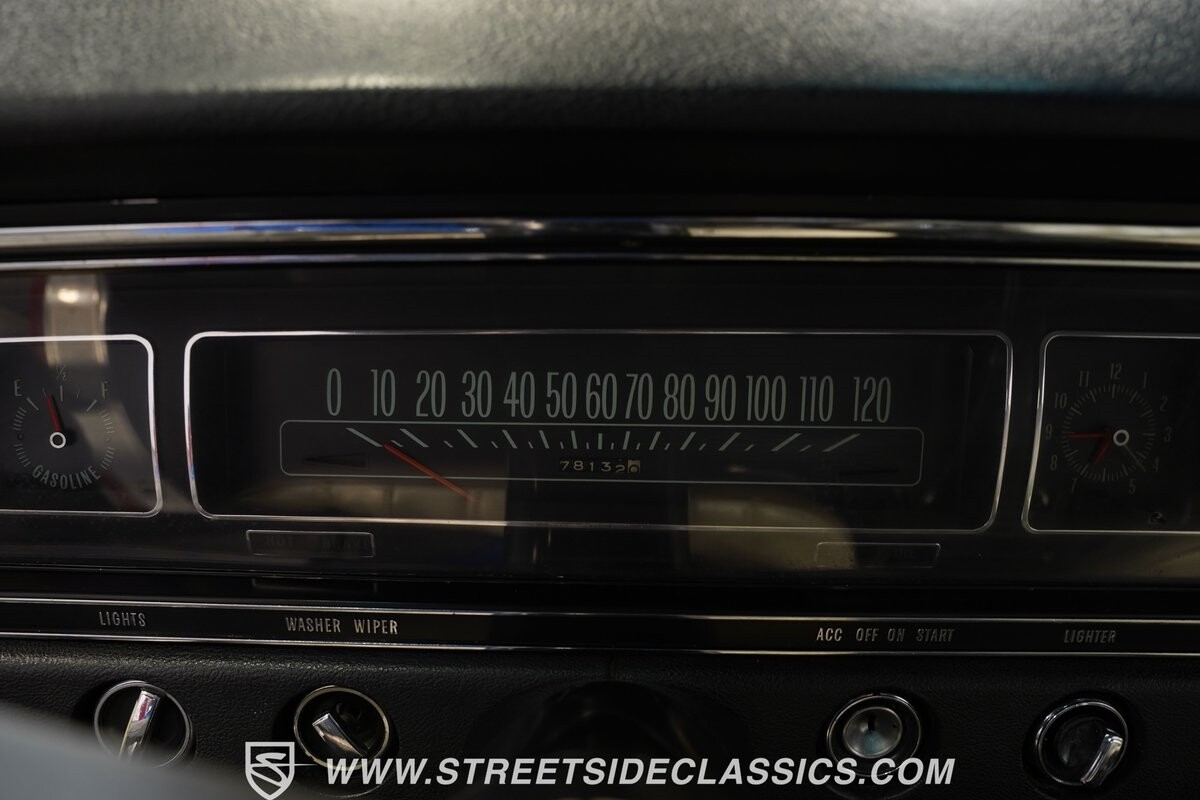 E ½ F
GASOLINE
0 10 20 30 40 50 60 70 80 90 100 110 120
78132
11 12 1
10 2
9 3
8 4
7 5
LIGHTS
WASHER WIPER
ACC OFF ON START
LIGHTER
S WWW.STREETSIDECLASSICS.COM